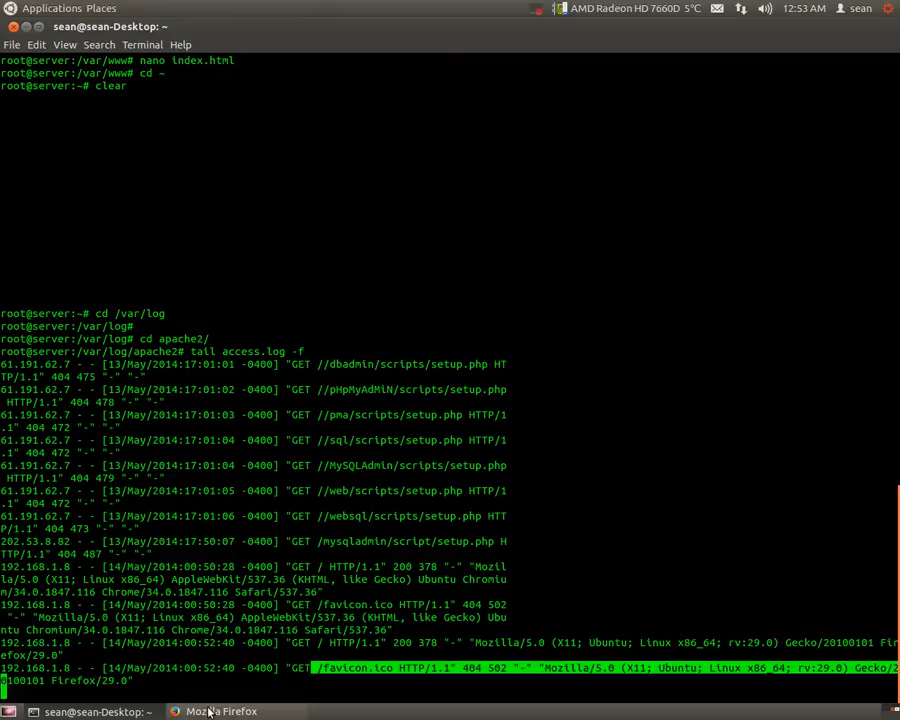 Applications Places
AMD Radeon HD 7660D 5°C
12:53 AM
sean
sean@sean-Desktop: ~
File Edit View Search Terminal Help
root@server:/var/www# nano index.html
root@server:/var/www# cd ~
root@server:~# clear
root@server:~# cd /var/log
root@server:/var/log#
root@server:/var/log# cd apache2/
root@server:/var/log/apache2# tail access.log -f
61.191.62.7 - - [13/May/2014:17:01:01 -0400] "GET //dbadmin/scripts/setup.php HT
TP/1.1" 404 475 "-" "-"
61.191.62.7 - - [13/May/2014:17:01:02 -0400] "GET //pHpMyAdMiN/scripts/setup.php
 HTTP/1.1" 404 478 "-" "-"
61.191.62.7 - - [13/May/2014:17:01:03 -0400] "GET //pma/scripts/setup.php HTTP/1
.1" 404 472 "-" "-"
61.191.62.7 - - [13/May/2014:17:01:04 -0400] "GET //sql/scripts/setup.php HTTP/1
.1" 404 472 "-" "-"
61.191.62.7 - - [13/May/2014:17:01:04 -0400] "GET //MySQLAdmin/scripts/setup.php
 HTTP/1.1" 404 479 "-" "-"
61.191.62.7 - - [13/May/2014:17:01:05 -0400] "GET //web/scripts/setup.php HTTP/1
.1" 404 472 "-" "-"
61.191.62.7 - - [13/May/2014:17:01:06 -0400] "GET //websql/scripts/setup.php HTT
P/1.1" 404 473 "-" "-"
202.53.8.82 - - [13/May/2014:17:50:07 -0400] "GET /mysqladmin/script/setup.php H
TTP/1.1" 404 487 "-" "-"
192.168.1.8 - - [14/May/2014:00:50:28 -0400] "GET / HTTP/1.1" 200 378 "-" "Mozil
la/5.0 (X11; Linux x86_64) AppleWebKit/537.36 (KHTML, like Gecko) Ubuntu Chromiu
m/34.0.1847.116 Chrome/34.0.1847.116 Safari/537.36"
192.168.1.8 - - [14/May/2014:00:50:28 -0400] "GET /favicon.ico HTTP/1.1" 404 502
 "-" "Mozilla/5.0 (X11; Linux x86_64) AppleWebKit/537.36 (KHTML, like Gecko) Ubu
ntu Chromium/34.0.1847.116 Chrome/34.0.1847.116 Safari/537.36"
192.168.1.8 - - [14/May/2014:00:52:40 -0400] "GET / HTTP/1.1" 200 378 "-" "Mozilla/5.0 (X11; Ubuntu; Linux x86_64; rv:29.0) Gecko/20100101 Fir
efox/29.0"
192.168.1.8 - - [14/May/2014:00:52:40 -0400] "GET /favicon.ico HTTP/1.1" 404 502 "-" "Mozilla/5.0 (X11; Ubuntu; Linux x86_64; rv:29.0) Gecko/2
0100101 Firefox/29.0"
sean@sean-Desktop: ~
Mozilla Firefox